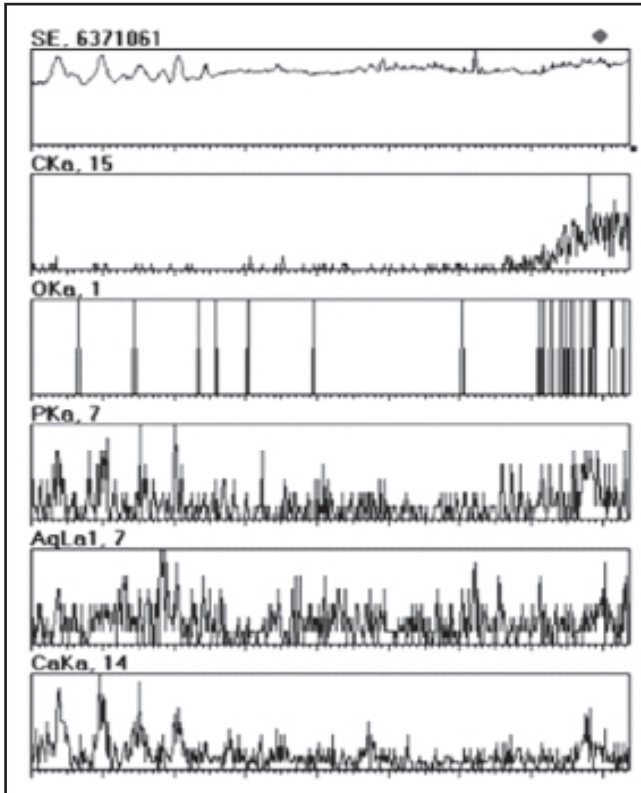 SE, 6371061
CKa, 15
OKa, 1
PKa, 7
AgLa1, 7
CaKa, 14